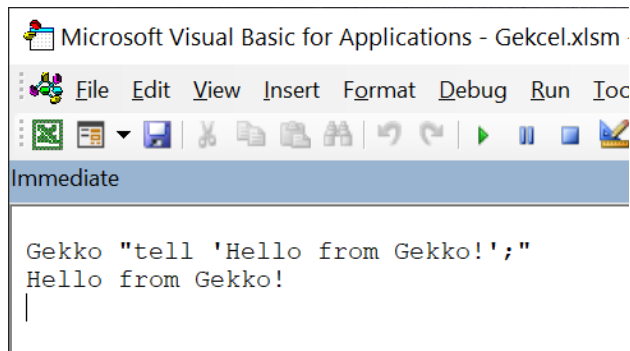 Microsoft Visual Basic for Applications - Gekcel.xlsm -
File Edit View Insert Format Debug Run Too
Immediate
Gekko "tell 'Hello from Gekko!';"
Hello from Gekko!